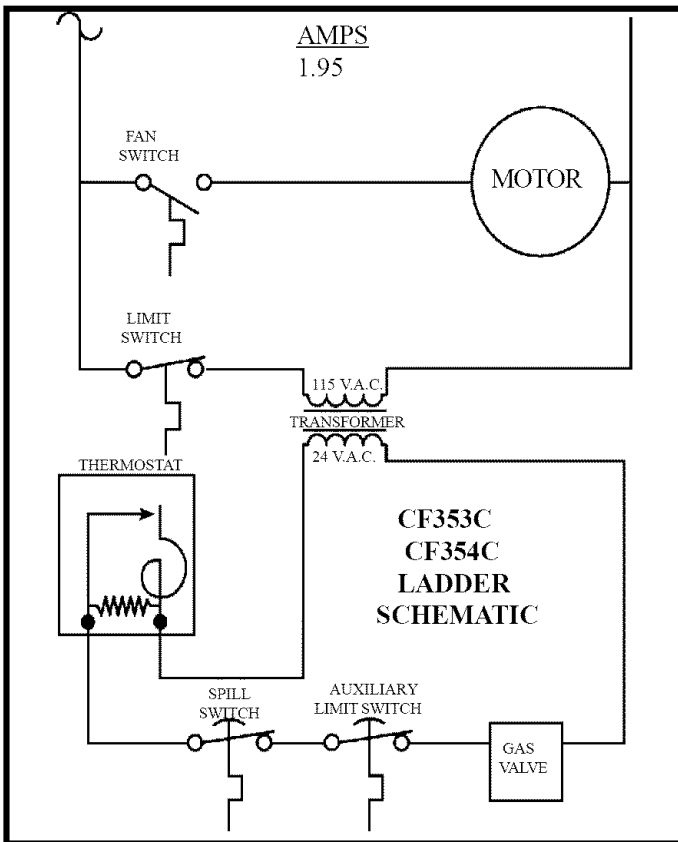 AMPS
1.95
FAN
SWITCH
MOTOR
LIMIT
SWITCH
115 V.A.C.
TRANSFORMER
24 V.A.C.
THERMOSTAT
CF353C
CF354C
LADDER
SCHEMATIC
SPILL
SWITCH
AUXILIARY
LIMIT SWITCH
GAS
VALVE